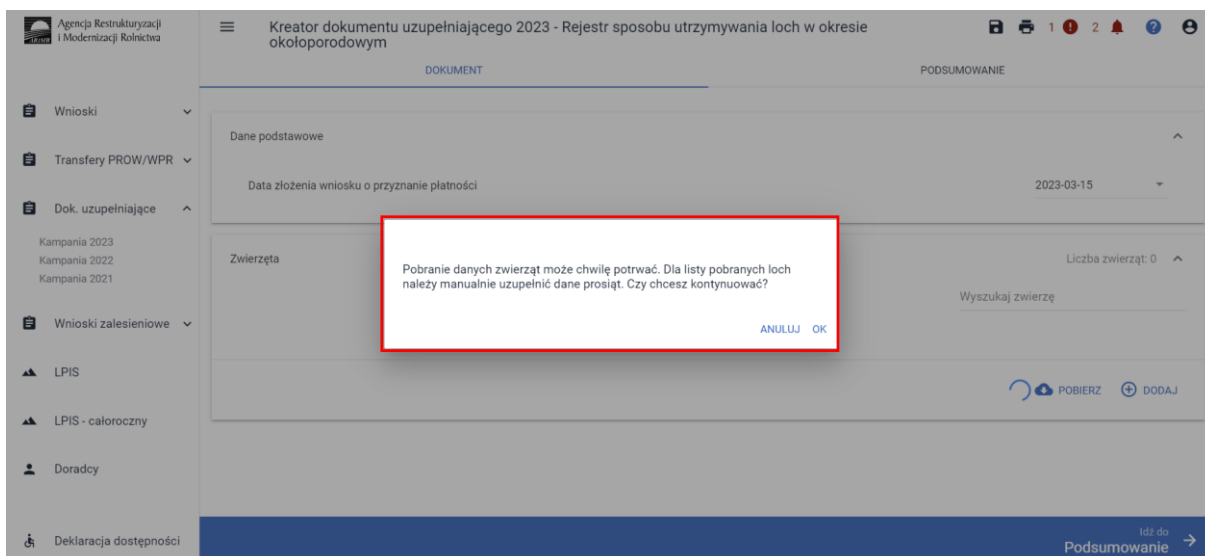 Agencja Restrukturyzacji
i Modernizacji Rolnictwa
ARiMR
Kreator dokumentu uzupełniającego 2023 - Rejestr sposobu utrzymywania loch w okresie
okołoporodowym
1
2
DOKUMENT
PODSUMOWANIE
Wnioski
Transfery PROW/WPR
Dok. uzupełniające
Kampania 2023
Kampania 2022
Kampania 2021
Wnioski zalesieniowe
LPIS
LPIS - całoroczny
Doradcy
Deklaracja dostępności
Dane podstawowe
Data złożenia wniosku o przyznanie płatności
2023-03-15
Zwierzęta
Liczba zwierząt: 0
Wyszukaj zwierzę
Pobranie danych zwierząt może chwilę potrwać. Dla listy pobranych loch
należy manualnie uzupełnić dane prosiąt. Czy chcesz kontynuować?
ANULUJ OK
POBIERZ
DODAJ
Idź do
Podsumowanie